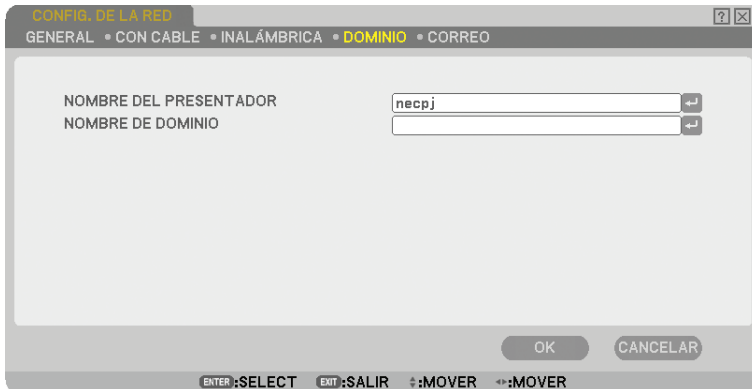 CONFIG. DE LA RED
GENERAL • CON CABLE • INALÁMBRICA • DOMINIO • CORREO
NOMBRE DEL PRESENTADOR necpj
NOMBRE DE DOMINIO
OK CANCELAR
ENTER :SELECT EXIT :SALIR :MOVER :MOVER